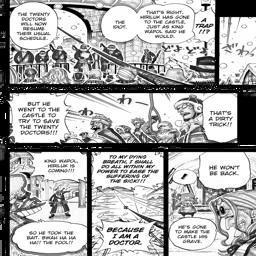 T
A
TRAP
!!?
THAT'S RIGHT,
HIRLUK HAS GONE
TO THE CASTLE,
JUST AS KING
WAPOL SAID HE
WOULD.
THE
IDIOT.
THE TWENTY
DOCTORS
WILL NOW
RESUME
THEIR USUAL
SCHEDULE.
THAT'S
A DIRTY
TRICK!!
BUT HE
WENT TO THE
CASTLE TO
TRY TO SAVE
THE TWENTY
DOCTORS!!!
HE WON'T
BE BACK.
HE'S GONE
TO MAKE THE
CASTLE HIS
GRAVE.
TO MY DYING
BREATH, I SHALL
DO ALL WITHIN MY
POWER TO EASE THE
SUFFERING OF
THE SICK!!
BECAUSE
I AM A
DOCTOR.
KING WAPOL,
HIRLUK IS
COMING!!!
SO HE TOOK THE
BAIT. BWAH HA HA
HA!! THE FOOL!!